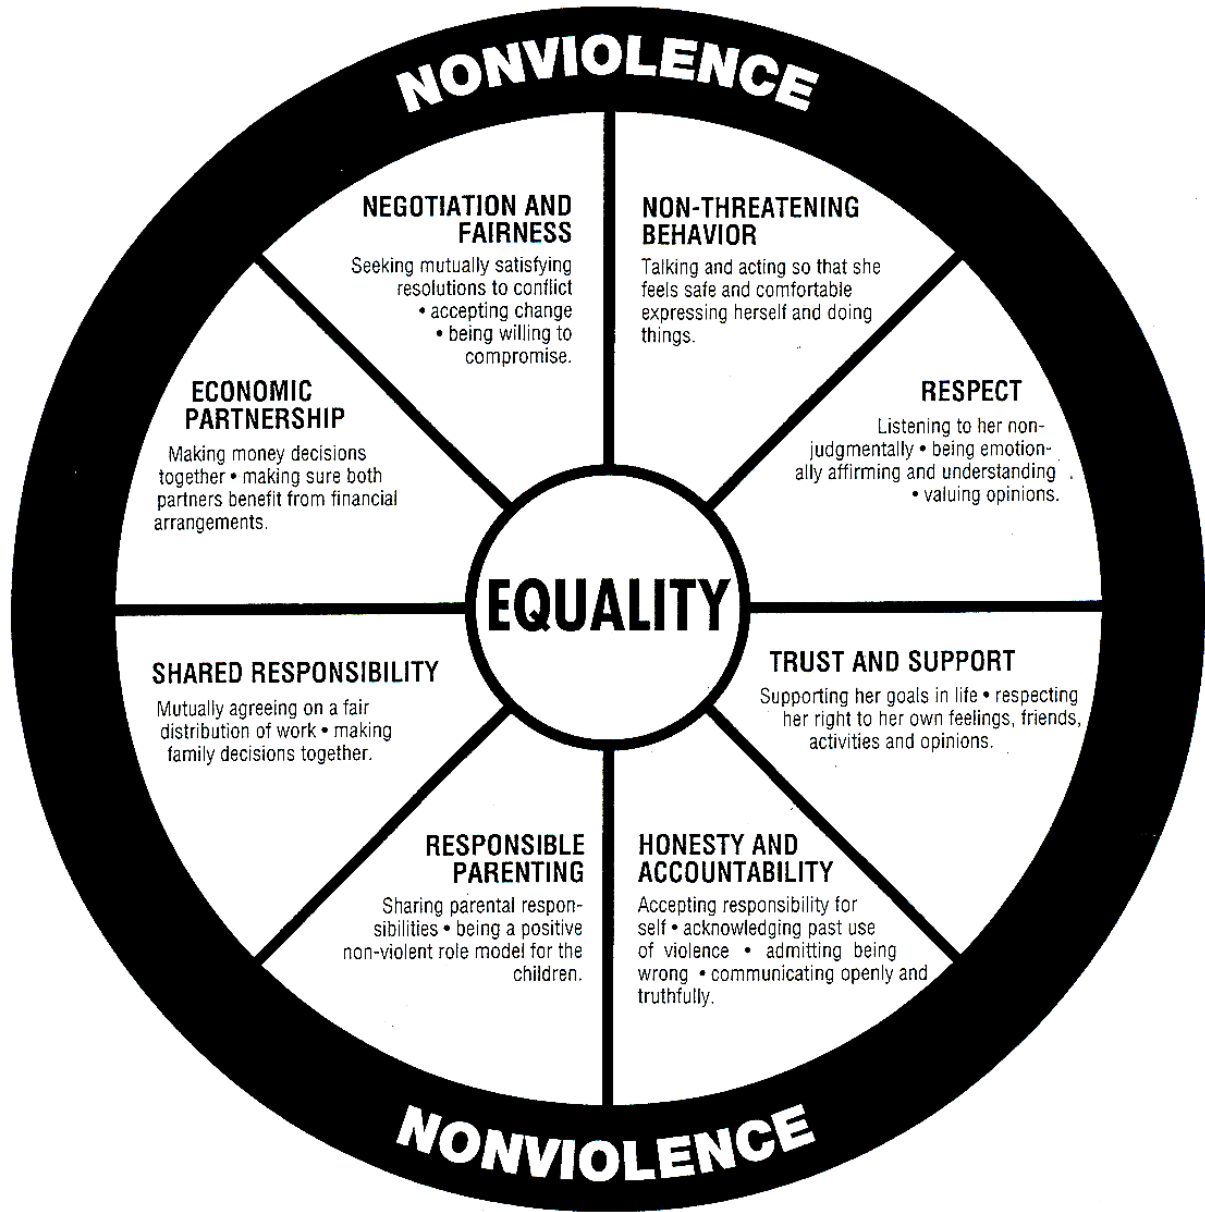 NONVIOLENCE
NEGOTIATION AND
FAIRNESS
Seeking mutually satisfying
resolutions to conflict
• accepting change
• being willing to
compromise.
NON-THREATENING
BEHAVIOR
Talking and acting so that she
feels safe and comfortable
expressing herself and doing
things.
ECONOMIC
PARTNERSHIP
Making money decisions
together • making sure both
partners benefit from financial
arrangements.
RESPECT
Listening to her non-
judgmentally • being emotion-
ally affirming and understanding
• valuing opinions.
EQUALITY
SHARED RESPONSIBILITY
Mutually agreeing on a fair
distribution of work • making
family decisions together.
TRUST AND SUPPORT
Supporting her goals in life • respecting
her right to her own feelings, friends,
activities and opinions.
RESPONSIBLE
PARENTING
Sharing parental respon-
sibilities • being a positive
non-violent role model for the
children.
HONESTY AND
ACCOUNTABILITY
Accepting responsibility for
self • acknowledging past use
of violence • admitting being
wrong • communicating openly and
truthfully.
NONVIOLENCE